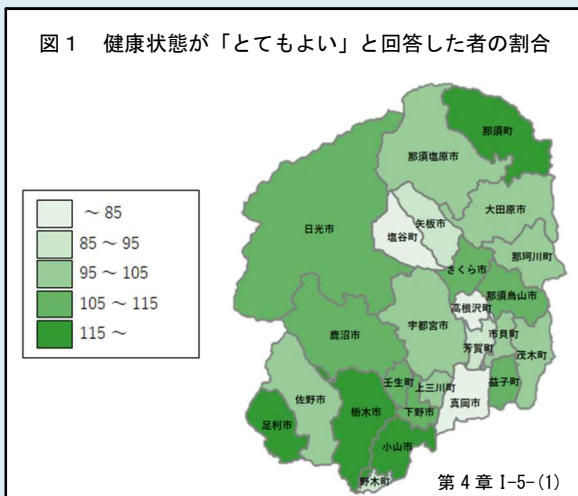 図1 健康状態が「とてもよい」と回答した者の割合
～85
85～95
95～105
105～115
115～
那須町
那須塩原市
大田原市
矢板市
塩谷町
日光市
那珂川町
さくら市
那須烏山市
高根沢町
宇都宮市
市貝町
芳賀町
茂木町
鹿沼市
壬生町
上三川町
益子町
真岡市
下野市
佐野市
栃木市
足利市
小山市
野木町
第4章 I-5-(1)